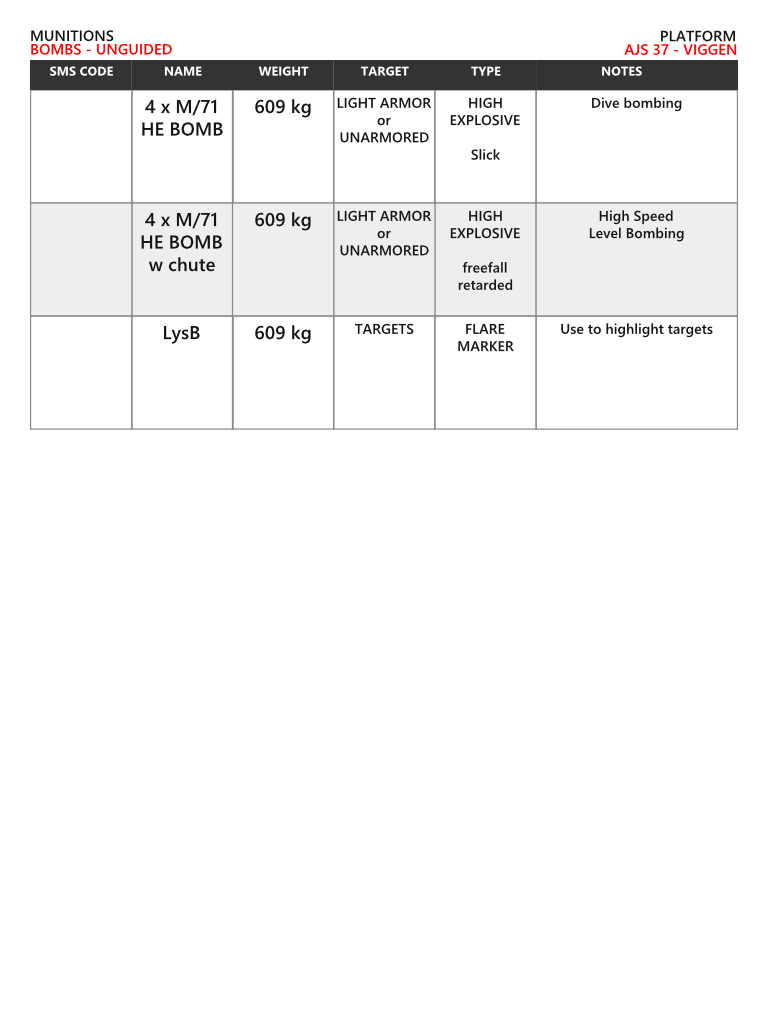 MUNITIONS
BOMBS - UNGUIDED
PLATFORM
AJS 37 - VIGGEN
SMS CODE NAME WEIGHT TARGET TYPE NOTES
4 x M/71
HE BOMB
609 kg
LIGHT ARMOR
or
UNARMORED
HIGH
EXPLOSIVE
Slick
Dive bombing
4 x M/71
HE BOMB
w chute
609 kg
LIGHT ARMOR
or
UNARMORED
HIGH
EXPLOSIVE
freefall
retarded
High Speed
Level Bombing
LysB
609 kg
TARGETS
FLARE
MARKER
Use to highlight targets